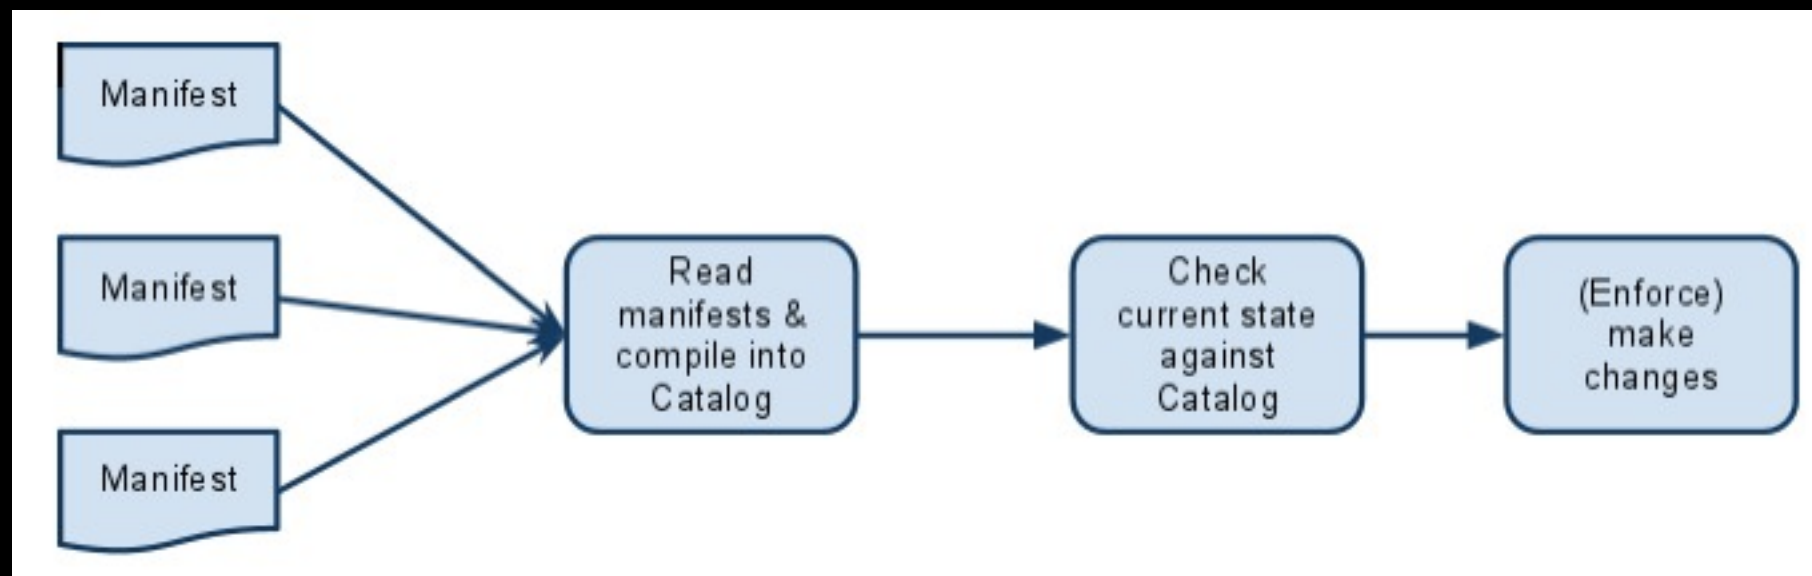 Manifest
Manifest
Manifest
Read
manifests &
compile into
Catalog
Check
current state
against
Catalog
(Enforce)
make
changes